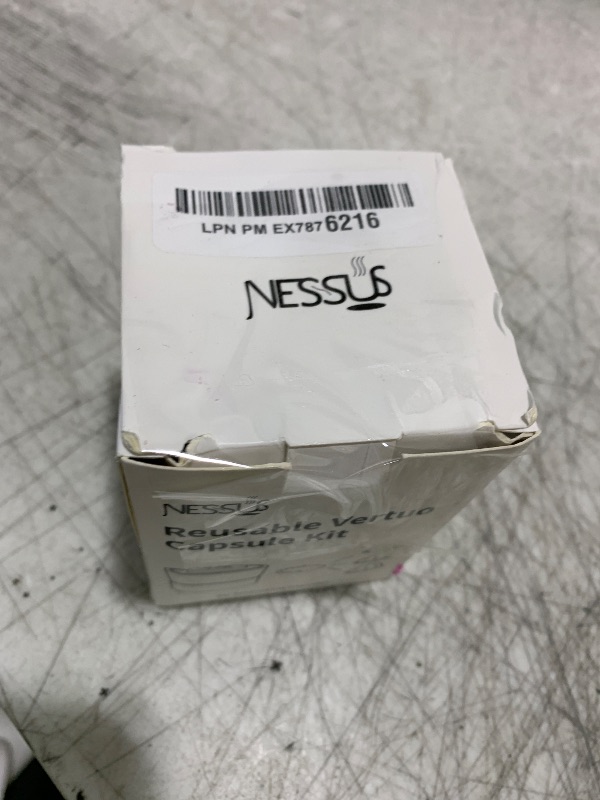 LPN PM EX7876216
NESSUS
NESSUS
Reusable Vertuo
Capsule Kit